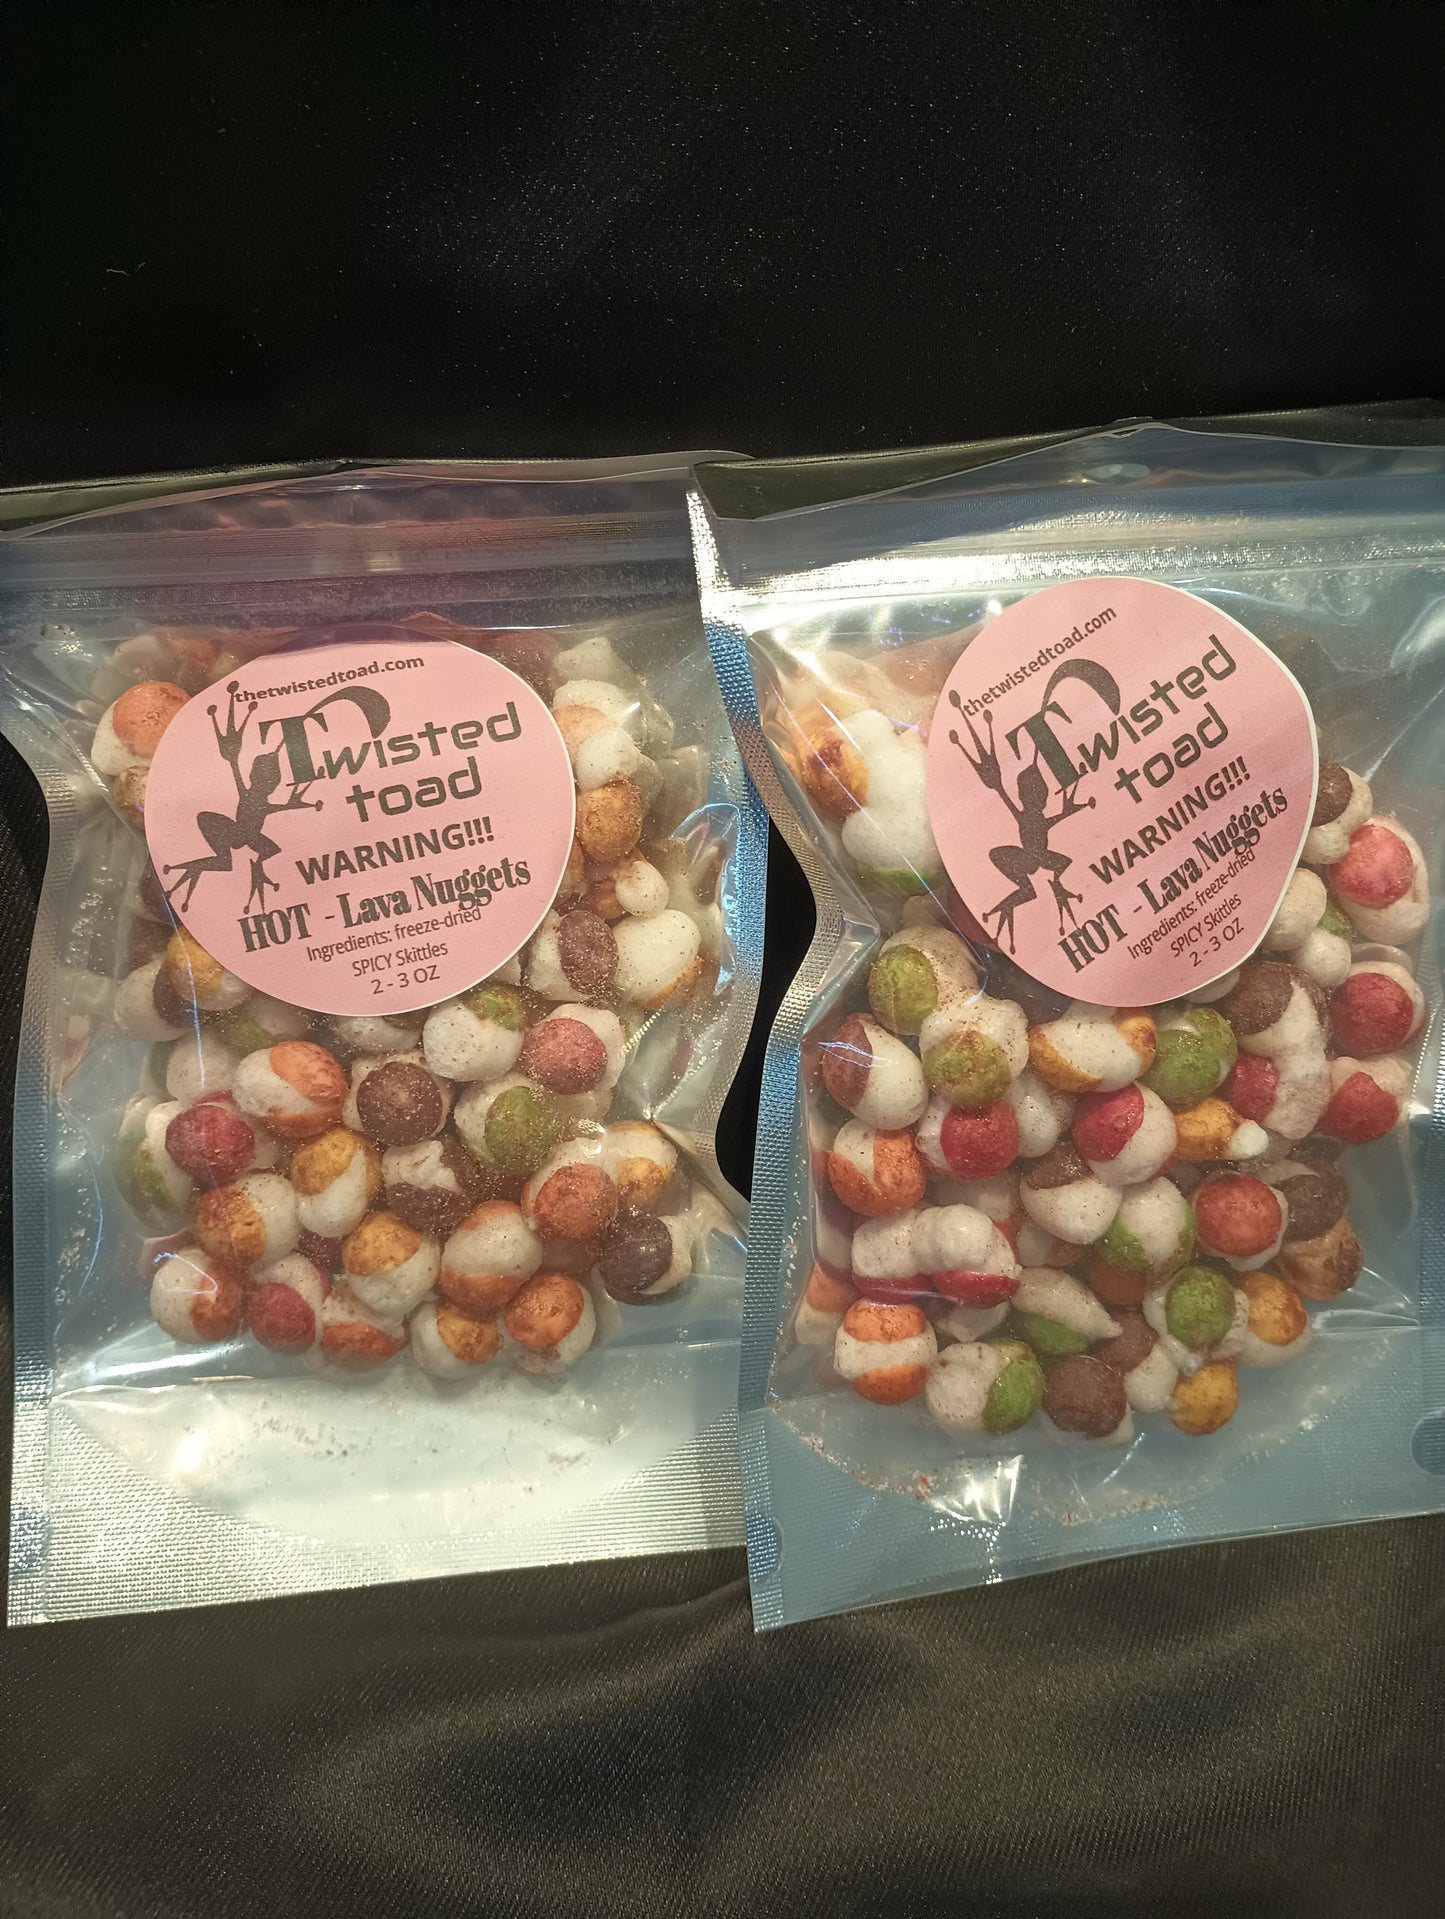 thetwistedtoad.com
Twisted
toad
WARNING!!!
HOT - Lava Nuggets
Ingredients: freeze-dried
SPICY Skittles
2 - 3 OZ
thetwistedtoad.com
Twisted
toad
WARNING!!!
HOT - Lava Nuggets
Ingredients: freeze-dried
SPICY Skittles
2 - 3 OZ